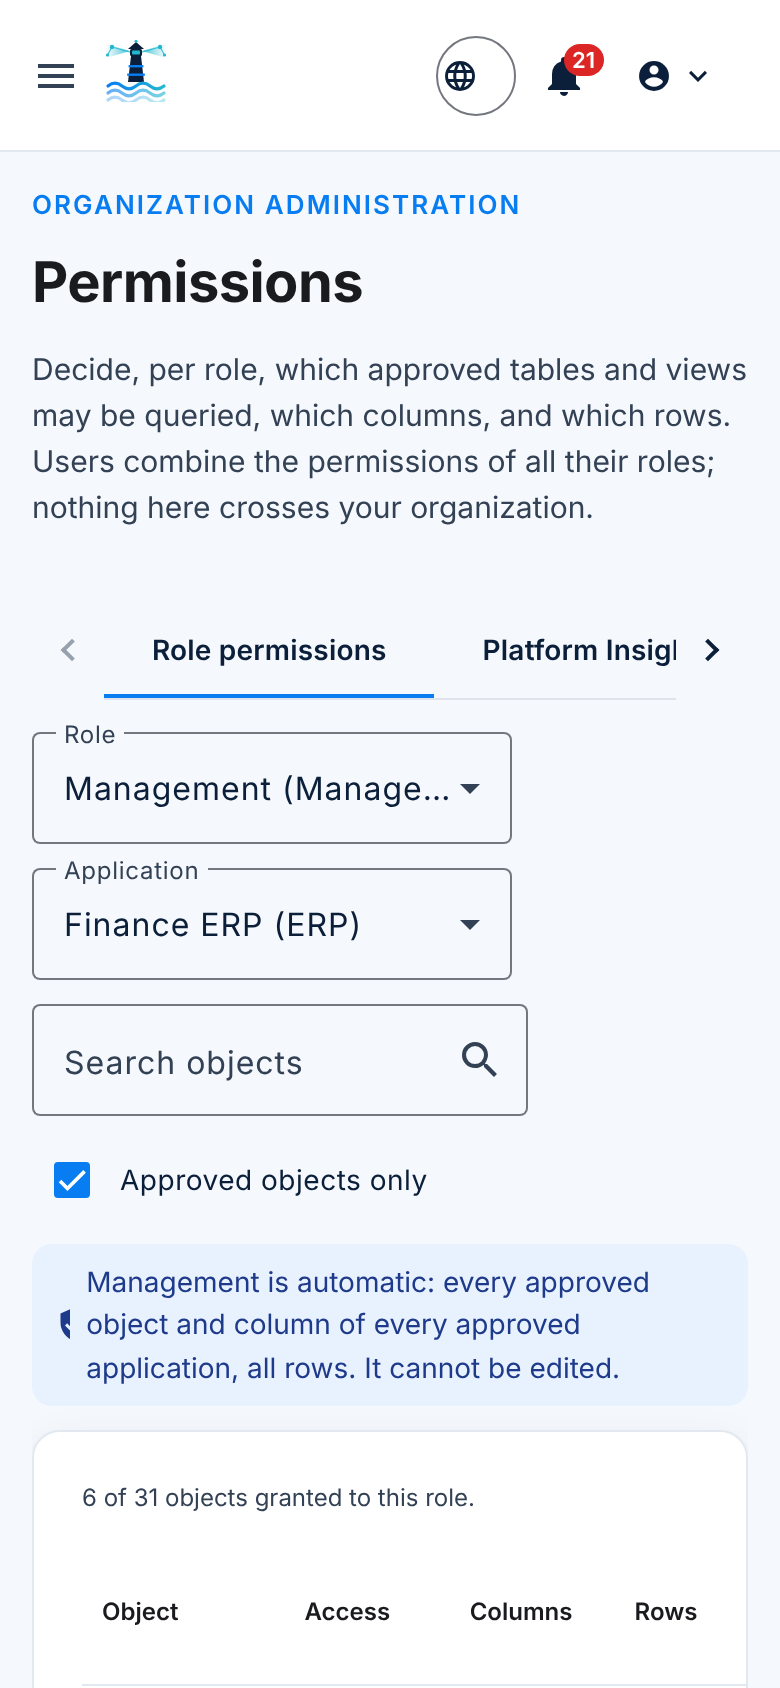 21
ORGANIZATION ADMINISTRATION
Permissions
Decide, per role, which approved tables and views
may be queried, which columns, and which rows.
Users combine the permissions of all their roles;
nothing here crosses your organization.
Role permissions
Platform Insigl
Role
Management (Manage...
Application
Finance ERP (ERP)
Search objects
Approved objects only
Management is automatic: every approved
object and column of every approved
application, all rows. It cannot be edited.
6 of 31 objects granted to this role.
Object Access Columns Rows